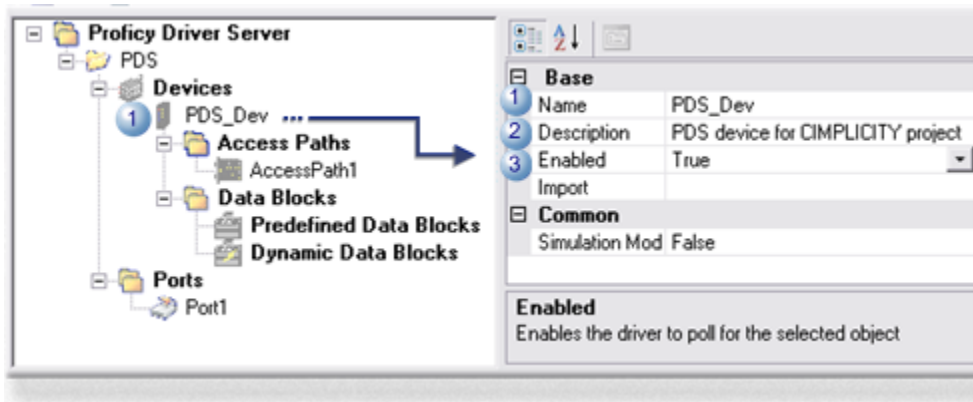 Proficy Driver Server
PDS
Devices
1 PDS_Dev
Access Paths
AccessPath1
Data Blocks
Predefined Data Blocks
Dynamic Data Blocks
Ports
Port1
Base
1 Name PDS_Dev
2 Description PDS device for CIMPLICITY project
3 Enabled True
Import
Common
Simulation Mod False
Enabled
Enables the driver to poll for the selected object